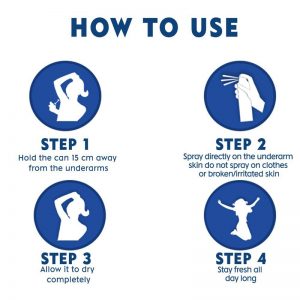 HOW TO USE
STEP 1
Hold the can 15 cm away
from the underarms
STEP 2
Spray directly on the underarm
skin do not spray on clothes
or broken/irritated skin
STEP 3
Allow it to dry
completely
STEP 4
Stay fresh all
day long